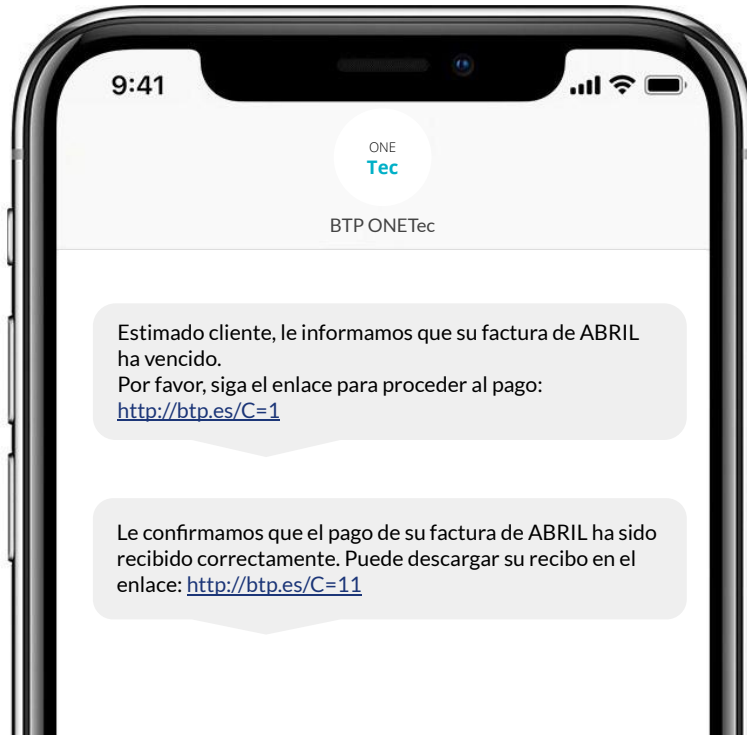 9:41
ONE
Tec
BTP ONETec
Estimado cliente, le informamos que su factura de ABRIL
ha vencido.
Por favor, siga el enlace para proceder al pago:
http://btp.es/C=1
Le confirmamos que el pago de su factura de ABRIL ha sido
recibido correctamente. Puede descargar su recibo en el
enlace: http://btp.es/C=11